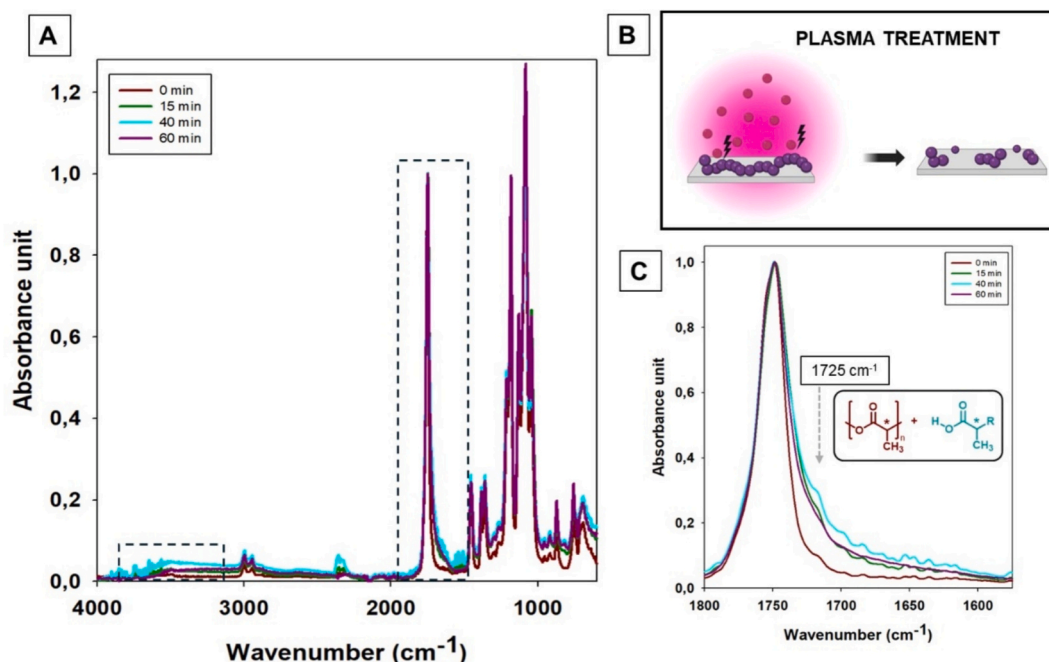 A
0 min
15 min
40 min
60 min
1,2
1,0
0,8
0,6
0,4
0,2
0,0
Absorbance unit
4000 3000 2000 1000
Wavenumber (cm⁻¹)
B
PLASMA TREATMENT
C
0 min
15 min
40 min
60 min
1,0
0,8
0,6
0,4
0,2
0,0
Absorbance unit
1725 cm⁻¹
O
O
*
n
CH₃
+
O
H
O
*
R
CH₃
1800 1750 1700 1650 1600
Wavenumber (cm⁻¹)